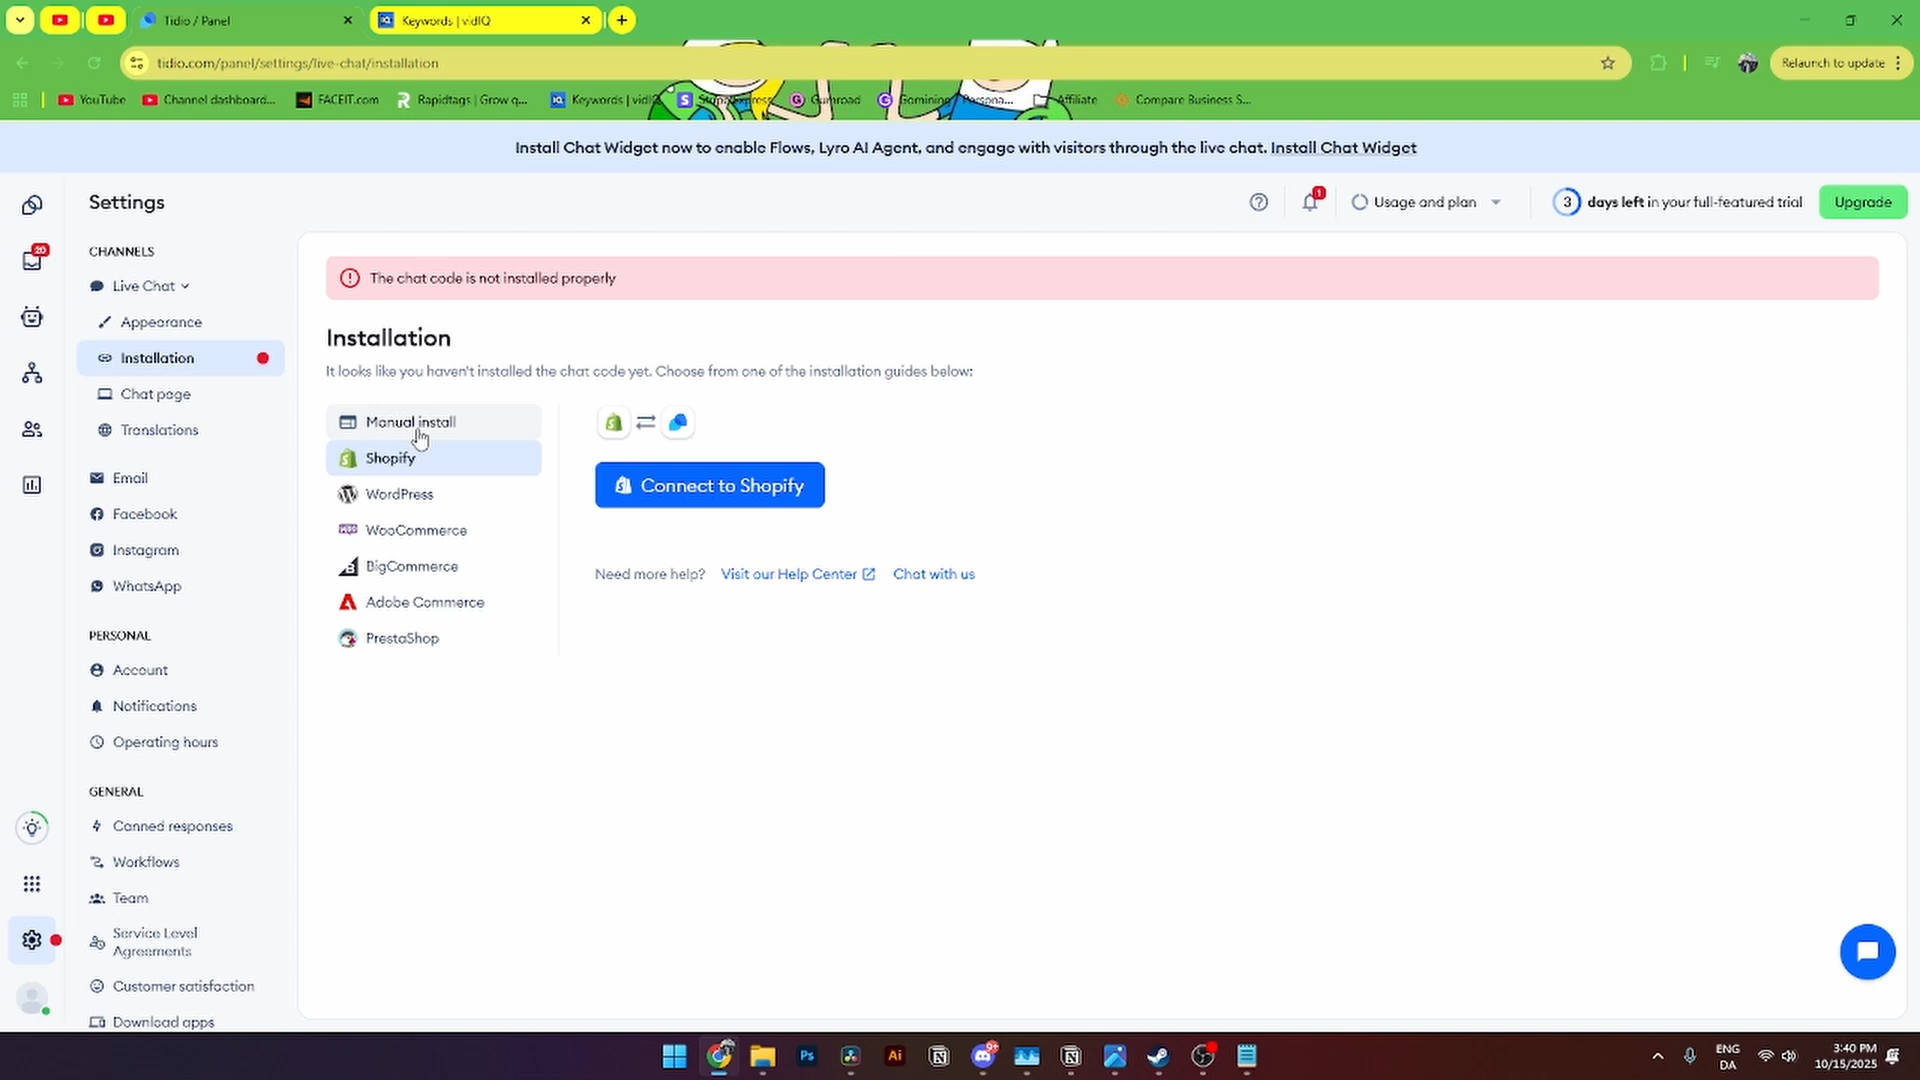 Tidio / Panel
Keywords | vidIQ
tidio.com/panel/settings/live-chat/installation
Relaunch to update
YouTube
Channel dashboard...
FACEIT.com
Rapidtags | Grow q...
Keywords | vidIQ
Gumroad
Affiliate
Compare Business S...
Install Chat Widget now to enable Flows, Lyro AI Agent, and engage with visitors through the live chat. Install Chat Widget
Settings
1
Usage and plan
3 days left in your full-featured trial
Upgrade
20
CHANNELS
Live Chat
Appearance
Installation
Chat page
Translations
Email
Facebook
Instagram
WhatsApp
PERSONAL
Account
Notifications
Operating hours
GENERAL
Canned responses
Workflows
Team
Service Level
Agreements
Customer satisfaction
Download apps
The chat code is not installed properly
Installation
It looks like you haven't installed the chat code yet. Choose from one of the installation guides below:
Manual install
Shopify
WordPress
WooCommerce
BigCommerce
Adobe Commerce
PrestaShop
Connect to Shopify
Need more help? Visit our Help Center Chat with us
Ps
Ai
9+
ENG
DA
3:40 PM
10/15/2025